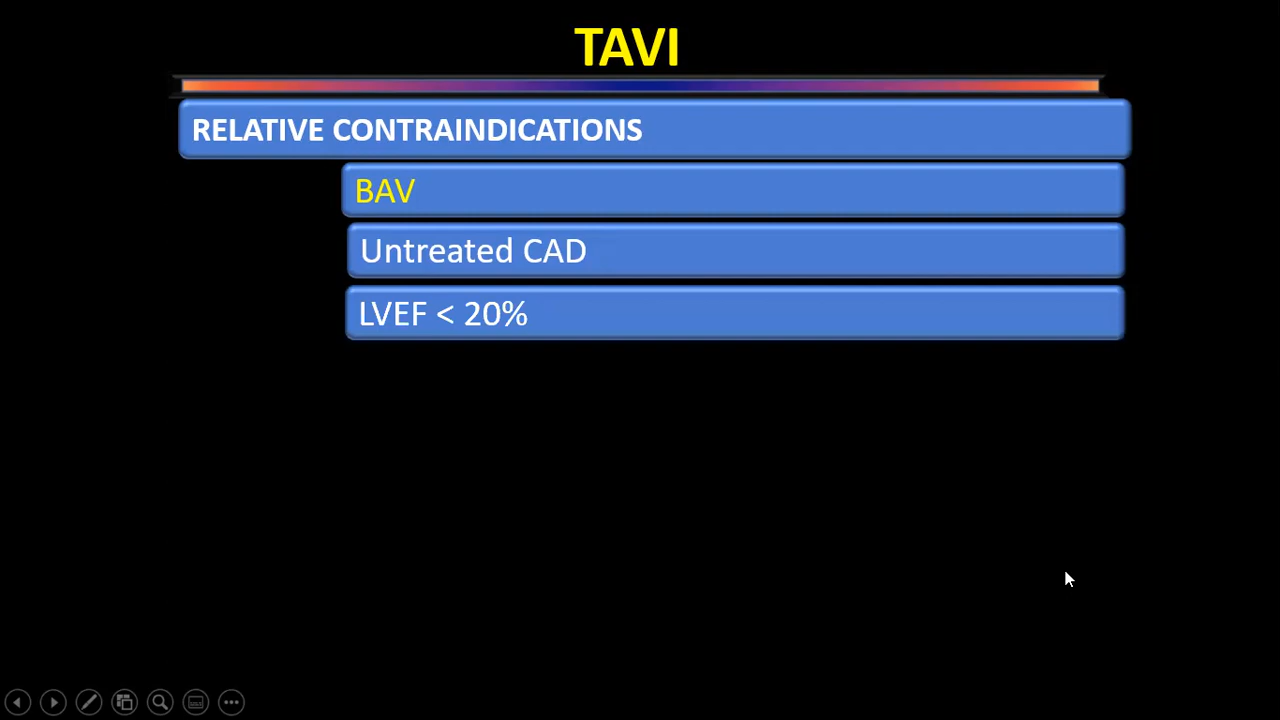 TAVI
RELATIVE CONTRAINDICATIONS
BAV
Untreated CAD
LVEF < 20%